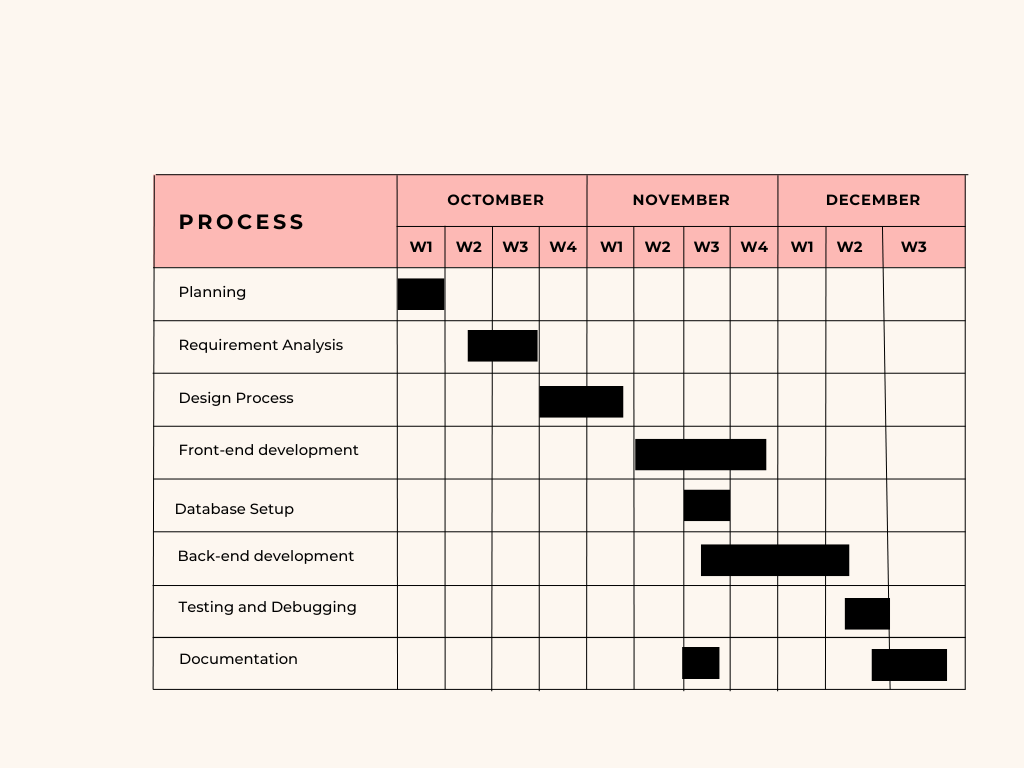 PROCESS
OCTOMBER NOVEMBER DECEMBER
W1 W2 W3 W4 W1 W2 W3 W4 W1 W2 W3
Planning
Requirement Analysis
Design Process
Front-end development
Database Setup
Back-end development
Testing and Debugging
Documentation